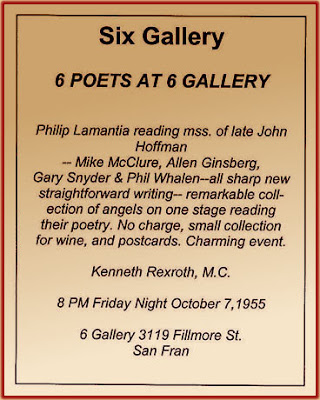 Six Gallery
6 POETS AT 6 GALLERY
Philip Lamantia reading mss. of late John
Hoffman
-- Mike McClure, Allen Ginsberg,
Gary Snyder & Phil Whalen--all sharp new
straightforward writing-- remarkable coll-
ection of angels on one stage reading
their poetry. No charge, small collection
for wine, and postcards. Charming event.
Kenneth Rexroth, M.C.
8 PM Friday Night October 7,1955
6 Gallery 3119 Fillmore St.
San Fran